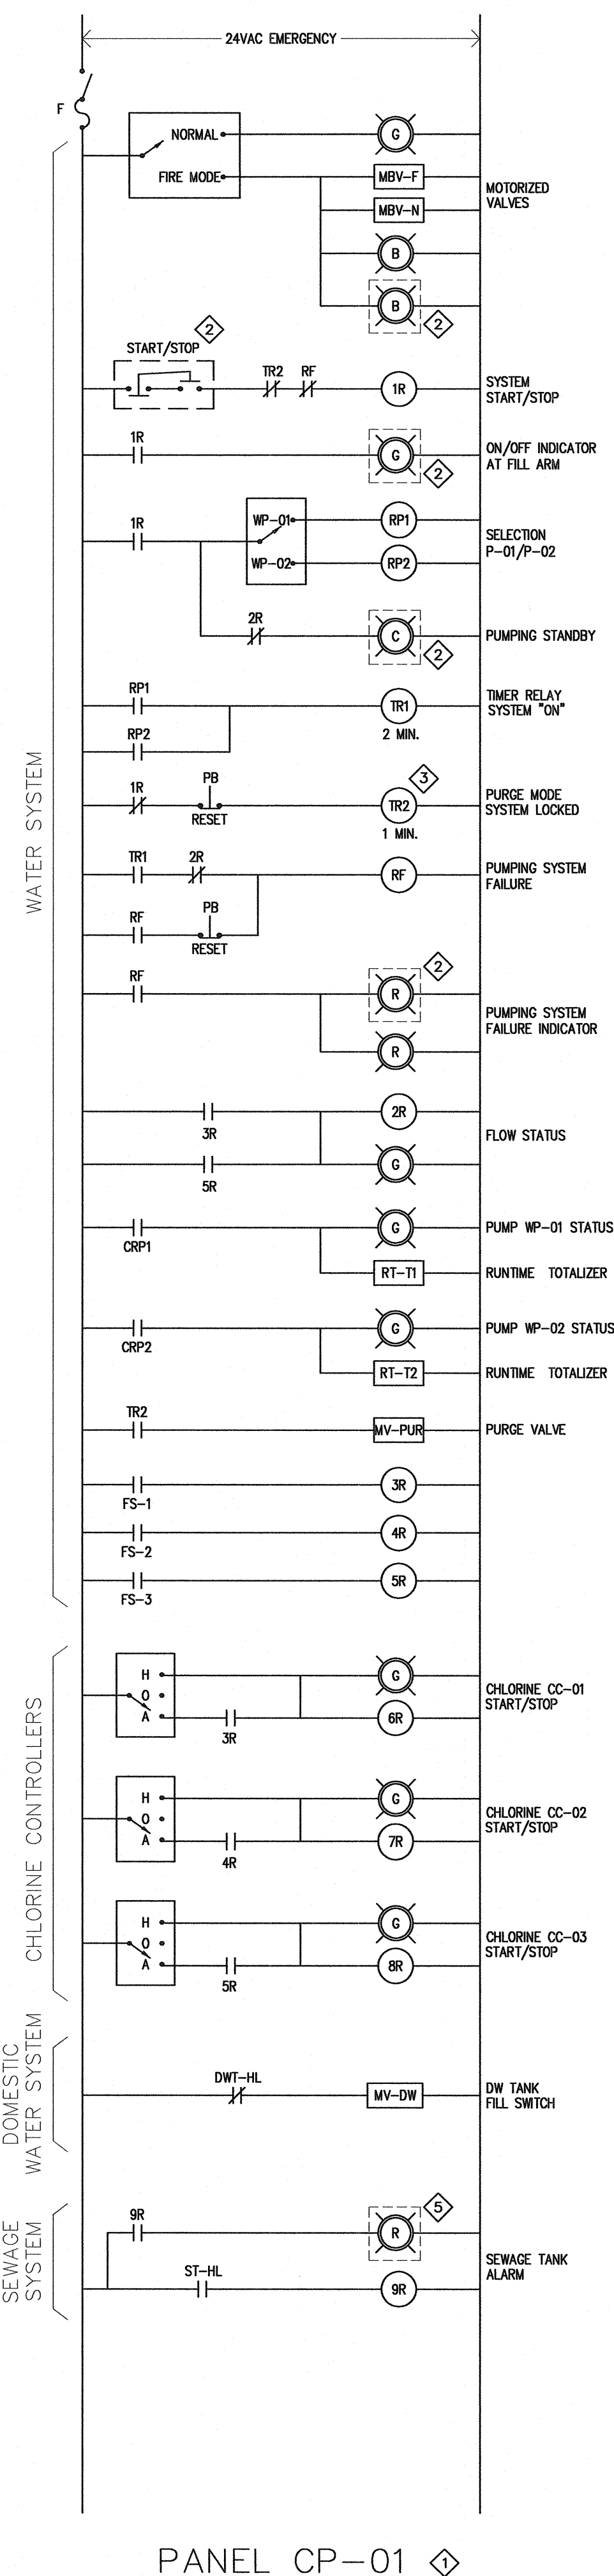 24VAC EMERGENCY
F
NORMAL
G
FIRE MODE
MBV-F
MOTORIZED
VALVES
MBV-N
B
B
2
2
START/STOP
TR2
RF
1R
SYSTEM
START/STOP
1R
G
ON/OFF INDICATOR
AT FILL ARM
2
WP-01
RP1
1R
SELECTION
P-01/P-02
WP-02
RP2
2R
C
PUMPING STANDBY
2
RP1
TR1
TIMER RELAY
SYSTEM "ON"
RP2
2 MIN.
3
1R
PB
RESET
TR2
PURGE MODE
SYSTEM LOCKED
1 MIN.
TR1
2R
RF
PUMPING SYSTEM
FAILURE
RF
PB
RESET
2
RF
R
PUMPING SYSTEM
FAILURE INDICATOR
R
2R
3R
FLOW STATUS
G
5R
G
PUMP WP-01 STATUS
CRP1
RT-T1
RUNTIME TOTALIZER
G
PUMP WP-02 STATUS
CRP2
RT-T2
RUNTIME TOTALIZER
TR2
MV-PUR
PURGE VALVE
3R
FS-1
4R
FS-2
5R
FS-3
WATER SYSTEM
H
O
A
G
CHLORINE CC-01
START/STOP
3R
6R
H
O
A
G
CHLORINE CC-02
START/STOP
4R
7R
H
O
A
G
CHLORINE CC-03
START/STOP
5R
8R
CHLORINE CONTROLLERS
DWT-HL
MV-DW
DW TANK
FILL SWITCH
DOMESTIC
WATER SYSTEM
5
9R
R
SEWAGE TANK
ALARM
ST-HL
9R
SEWAGE
SYSTEM
PANEL CP-01
1